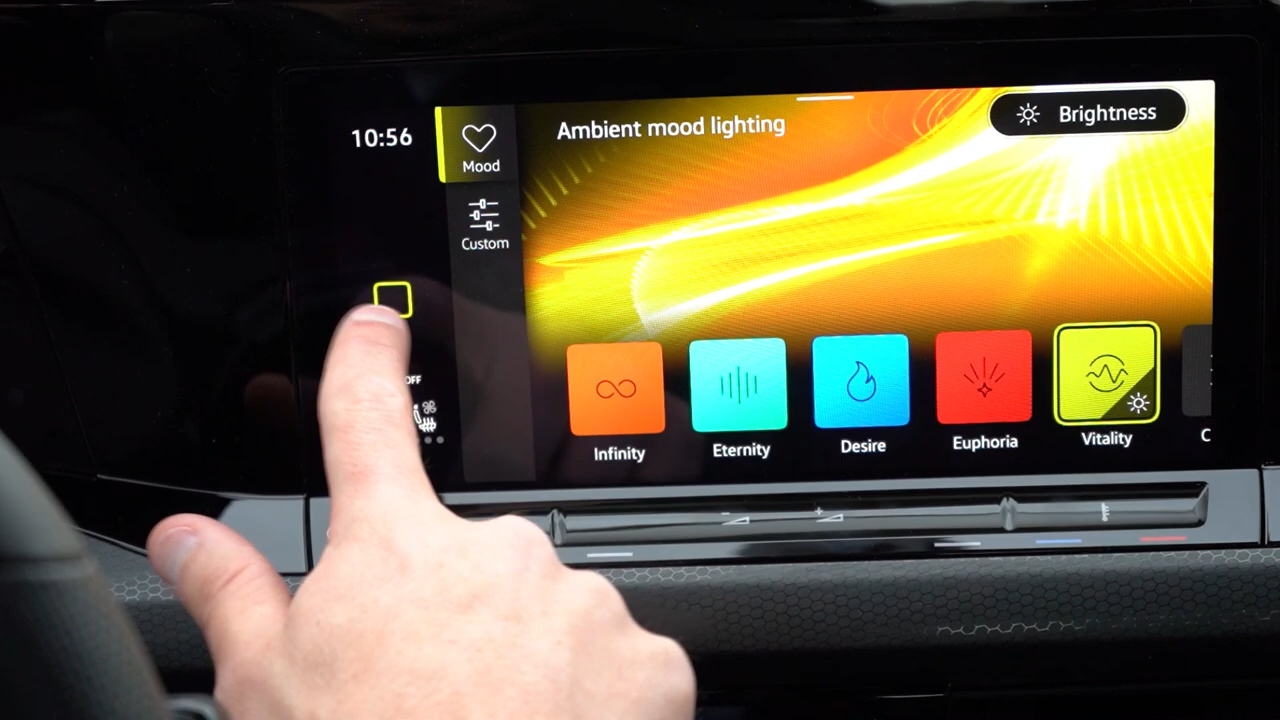 10:56
Mood
Custom
Ambient mood lighting
Brightness
Infinity
Eternity
Desire
Euphoria
Vitality
C
OFF